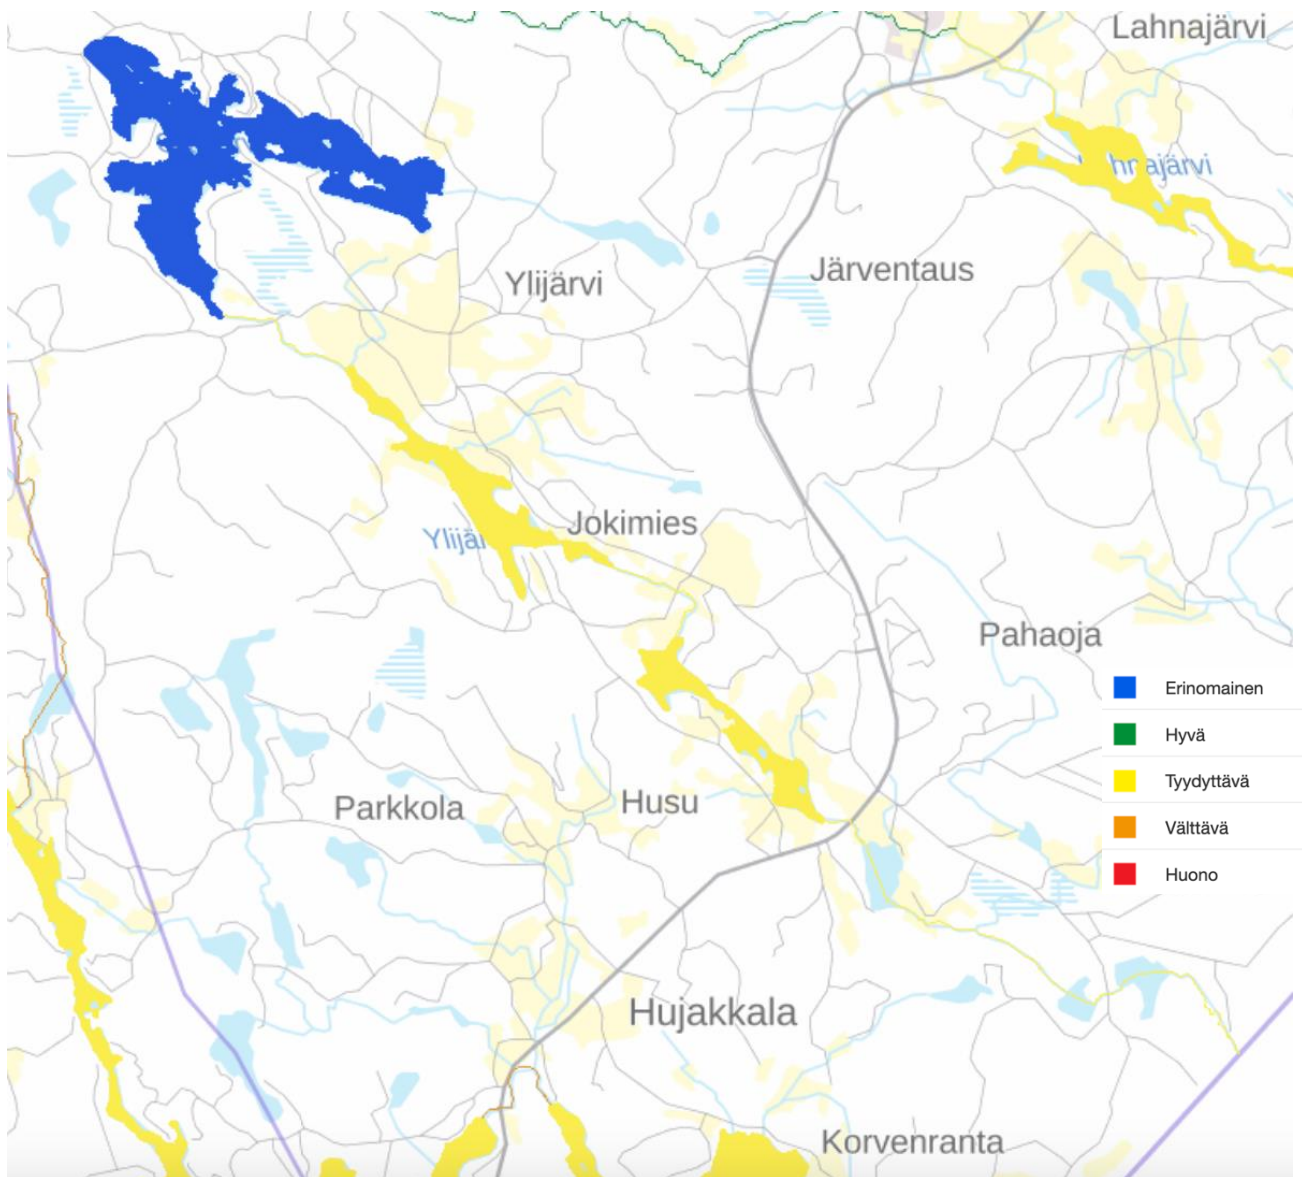 Lahnajärvi
Ylijärvi
Järventaus
Jokimies
Pahaoja
Erinomainen
Hyvä
Tyydyttävä
Välttävä
Huono
Parkkola
Husu
Hujakkala
Korvenranta